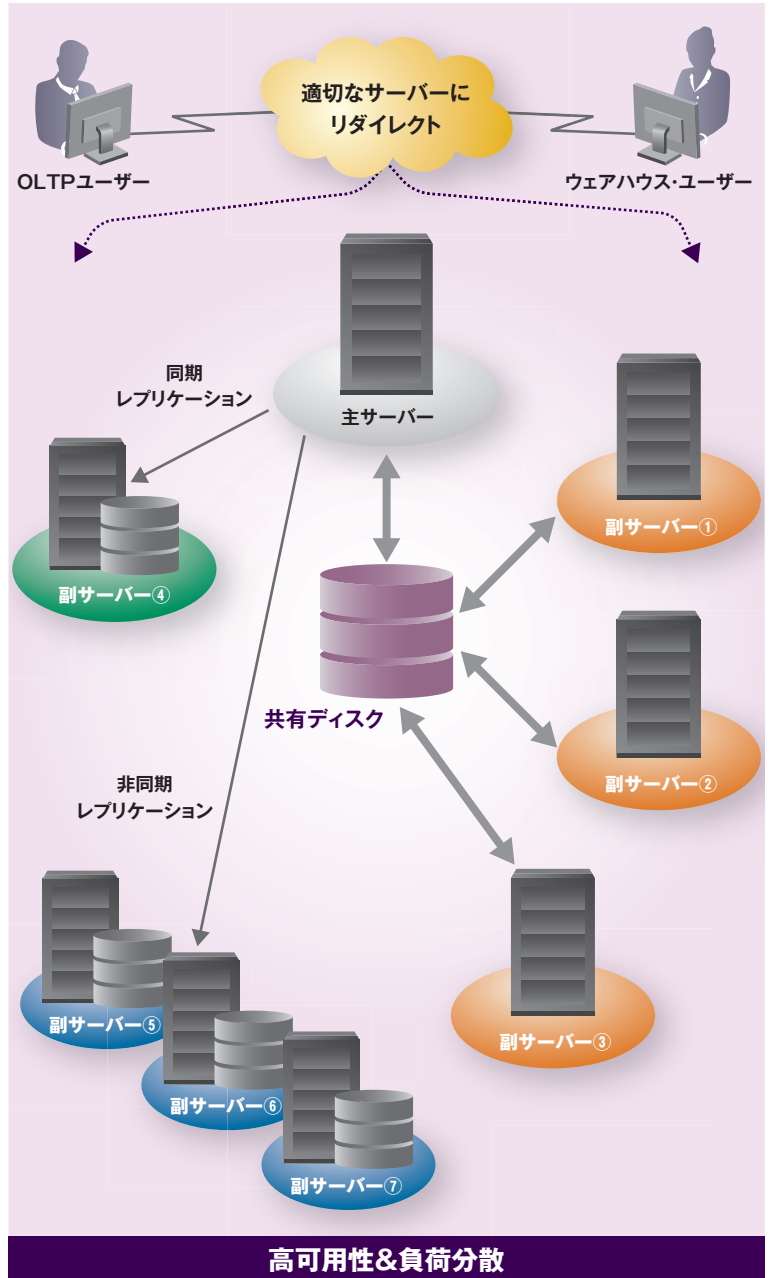 適切なサーバーに
リダイレクト
OLTPユーザー
ウェアハウス・ユーザー
同期
レプリケーション
主サーバー
副サーバー①
副サーバー④
共有ディスク
副サーバー②
非同期
レプリケーション
副サーバー⑤
副サーバー③
副サーバー⑥
副サーバー⑦
高可用性&負荷分散